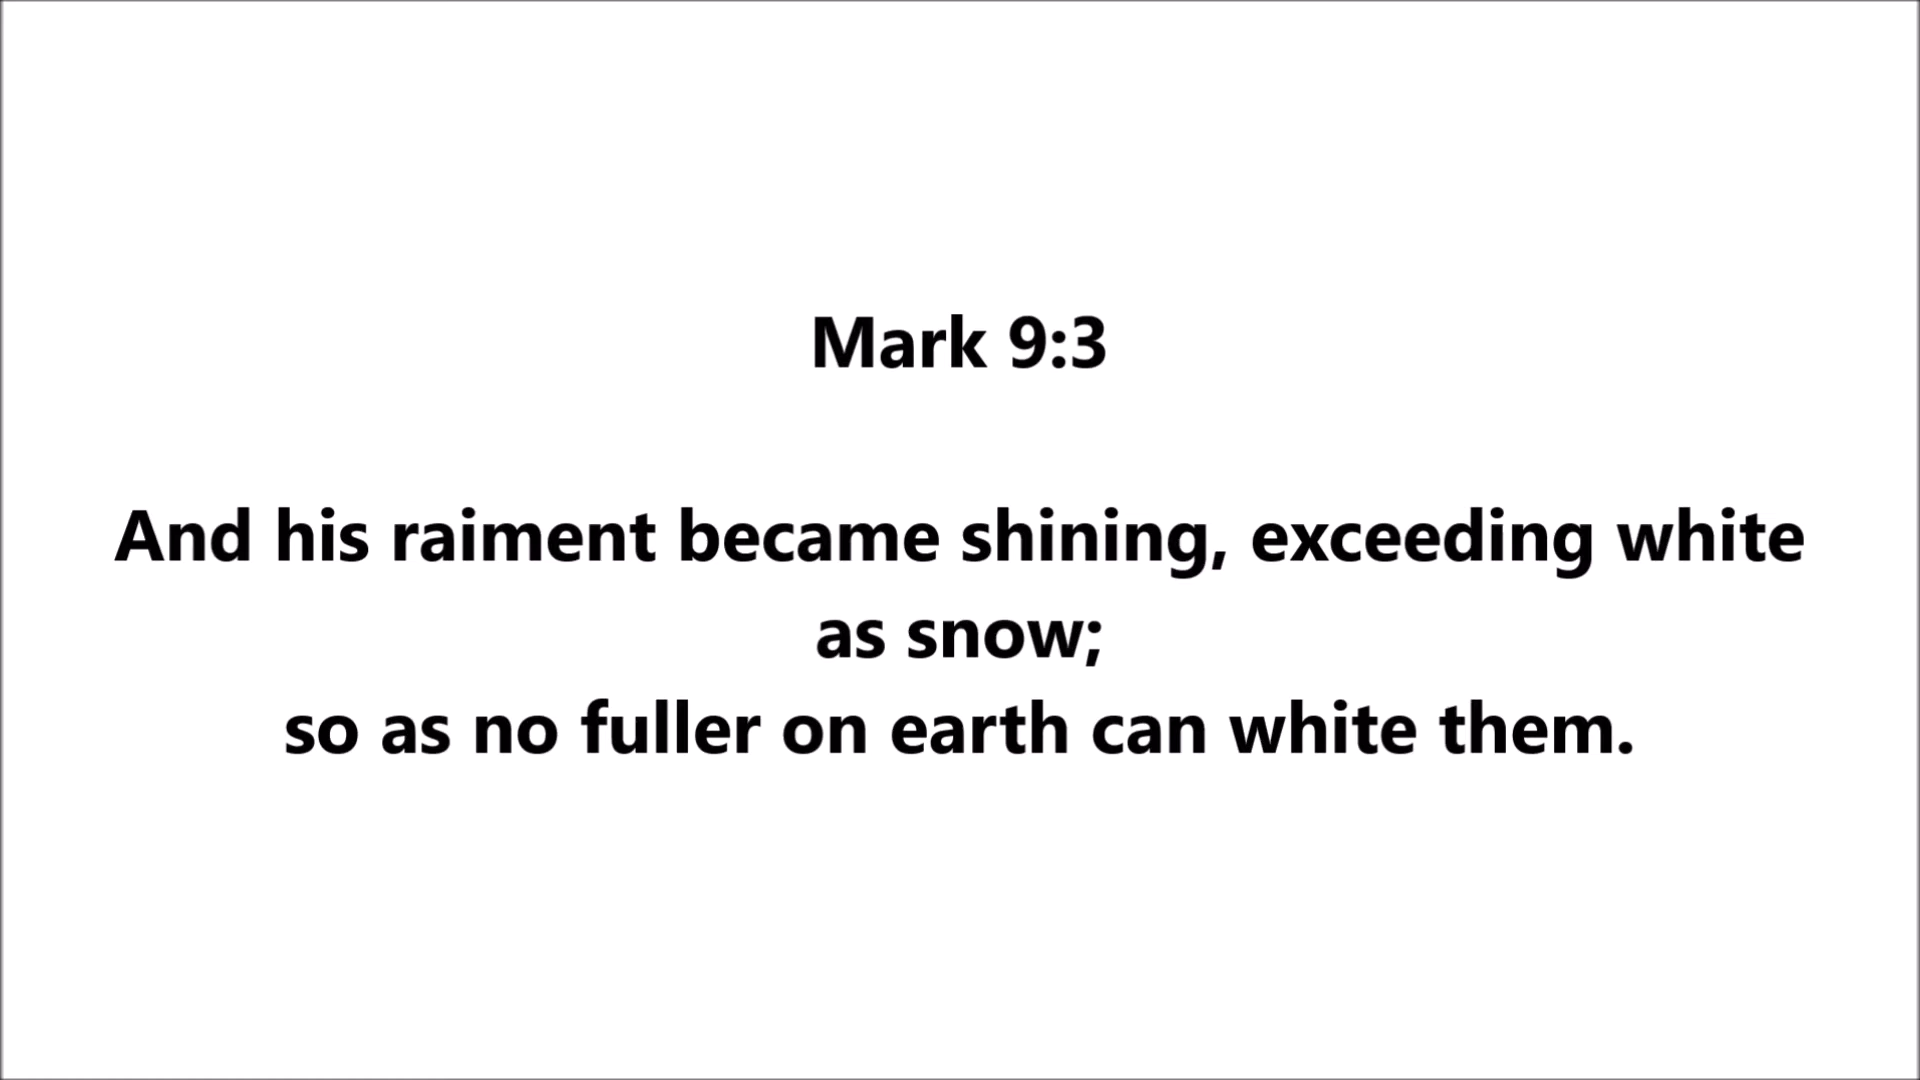 Mark 9:3
And his raiment became shining, exceeding white
as snow;
so as no fuller on earth can white them.